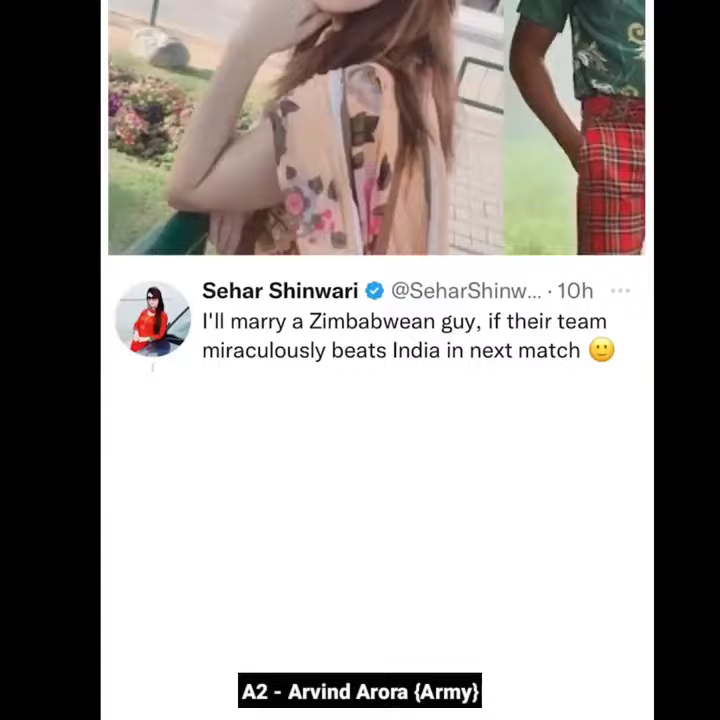 Sehar Shinwari @SeharShinw... · 10h ...
I'll marry a Zimbabwean guy, if their team
miraculously beats India in next match 🙂
A2 - Arvind Arora {Army}